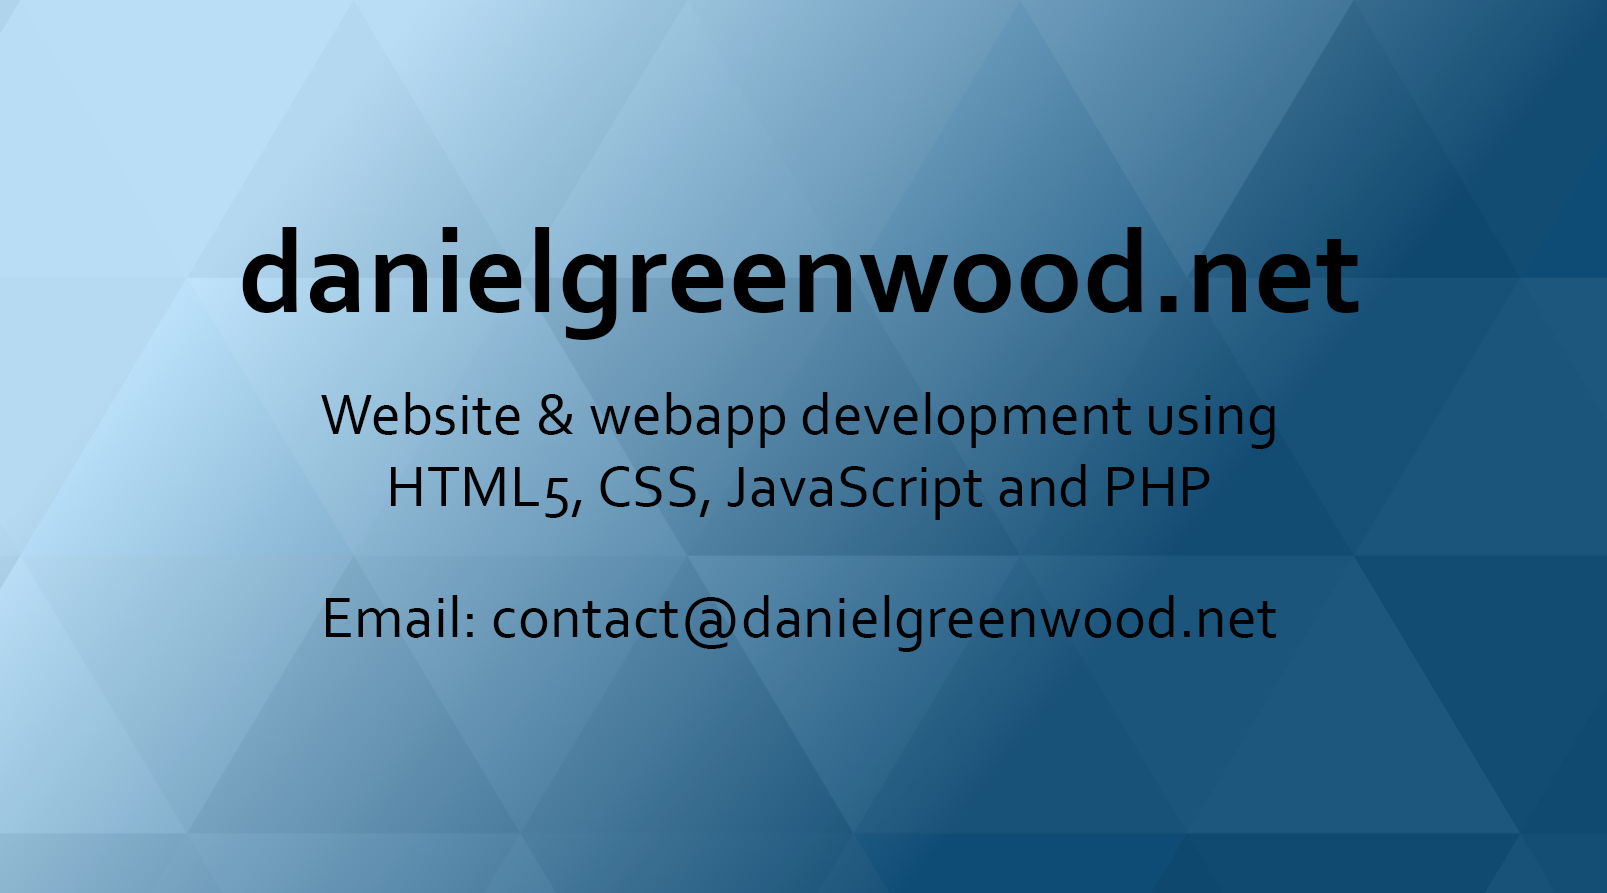 danielgreenwood.net
Website & webapp development using
HTML5, CSS, JavaScript and PHP
Email: contact@danielgreenwood.net